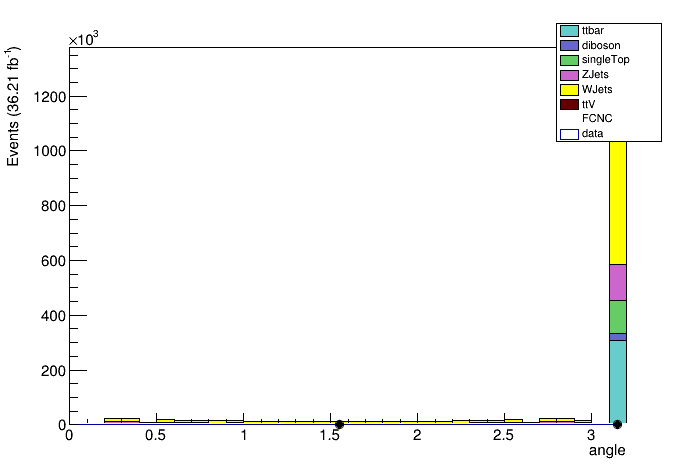 ×10³
Events (36.21 fb⁻¹)
1200
1000
800
600
400
200
0
0 0.5 1 1.5 2 2.5 3
angle
ttbar
diboson
singleTop
ZJets
WJets
ttV
FCNC
data